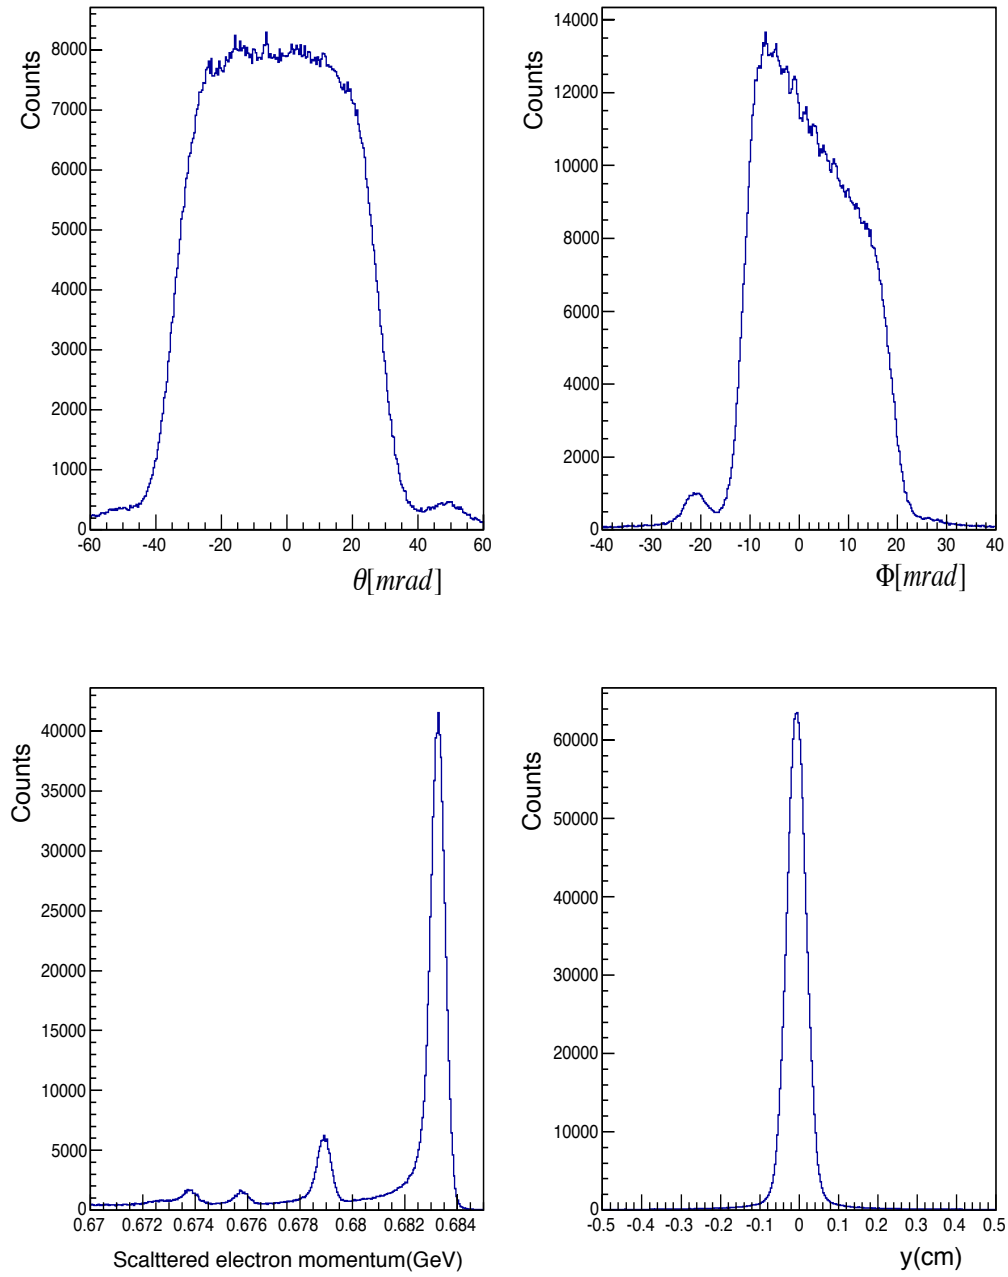 Counts
8000
7000
6000
5000
4000
3000
2000
1000
0
-60 -40 -20 0 20 40 60
θ[mrad]
Counts
14000
12000
10000
8000
6000
4000
2000
0
-40 -30 -20 -10 0 10 20 30 40
Φ[mrad]
Counts
40000
35000
30000
25000
20000
15000
10000
5000
0
0.67 0.672 0.674 0.676 0.678 0.68 0.682 0.684
Scalttered electron momentum(GeV)
Counts
60000
50000
40000
30000
20000
10000
0
-0.5 -0.4 -0.3 -0.2 -0.1 0 0.1 0.2 0.3 0.4 0.5
y(cm)